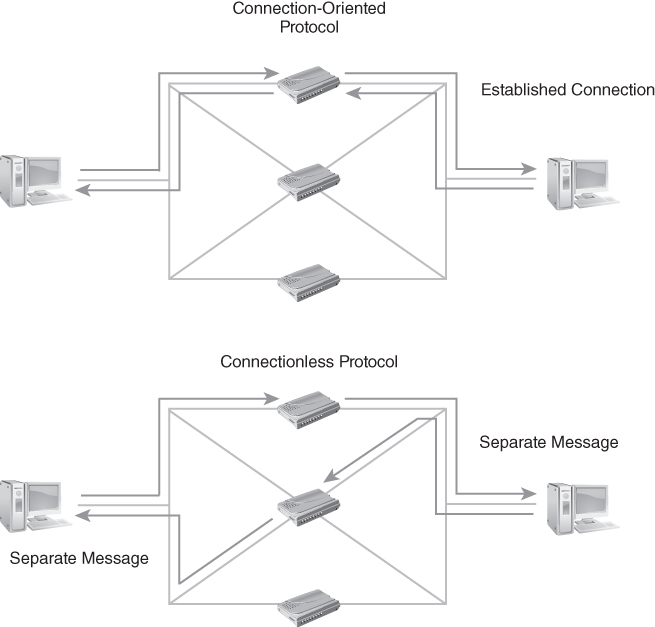 Connection-Oriented
Protocol
Established Connection
Connectionless Protocol
Separate Message
Separate Message